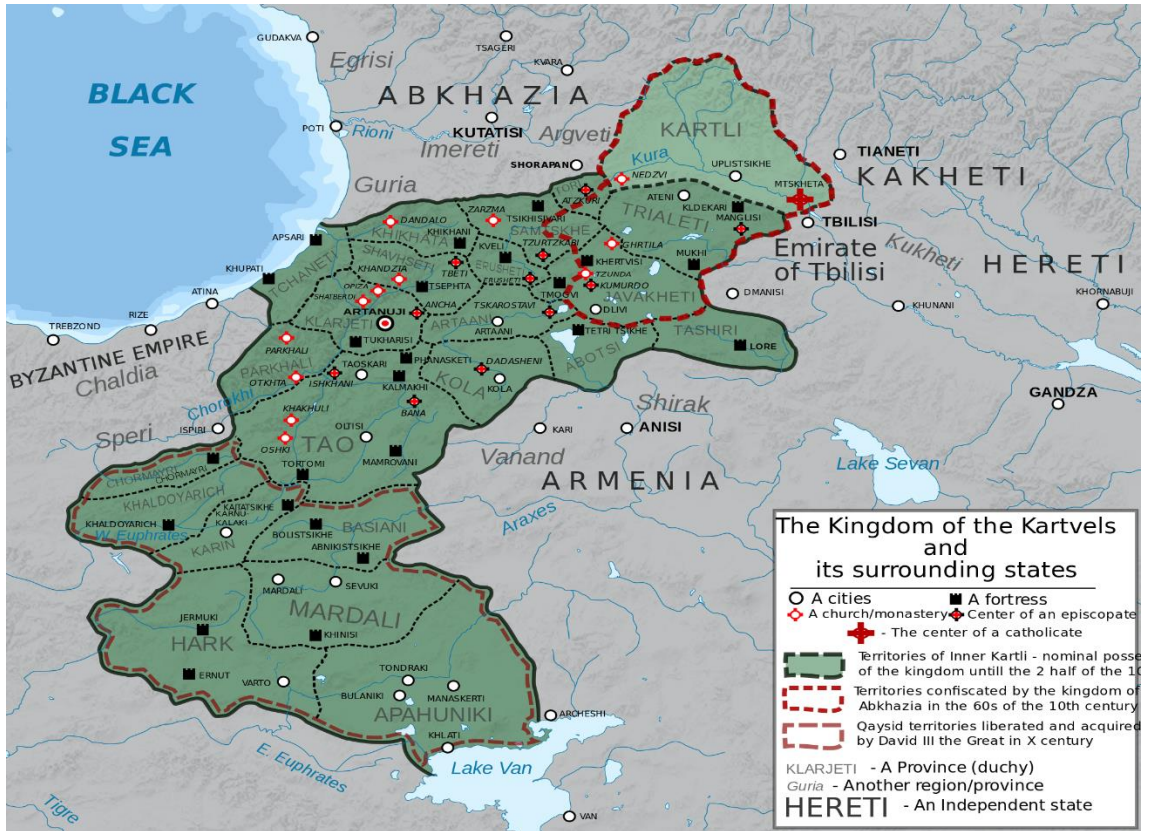 GUDAKVA
Egrisi
TSAGERI
KVARA
BLACK
SEA
ABKHAZIA
POTI
Rioni
KUTATISI
Argveti
Imereti
KARTLI
SHORAPAN
Kura
UPLISTSIKHE
TIANETI
KAKHETI
Guria
NEDZVI
MTSKHETA
TORI
ATZKURI
ATENI
KLDEKARI
DANDALO
ZARZMA
TSIKHISJVARI
TRIALETI
MANGLISI
TBILISI
APSARI
KHIKHATA
KHIKHANI
SAMTSKHE
KVELI
TZURTZKABI
GHRTILA
Emirate
of Tbilisi
Kukheti
SHAVHSETI
TBETI
ERUSHETI
ERUSHETI
KHERTVISI
MUKHI
HERETI
KHUPATI
TCHANETI
KHANDZTA
OPIZA
TSEPHTA
TZUNDA
KUMURDO
TMOGVI
JAVAKHETI
DMANISI
KHORNABUJI
ATINA
SHATBERDI
ANCHA
TSKAROSTAVI
DLIVI
KHUNANI
ARTANUJI
RIZE
TREBZOND
KLARJETI
ARTAANI
ARTAANI
TETRI TSIKHE
TASHIRI
BYZANTINE EMPIRE
PARKHALI
TUKHARISI
LORE
Chaldia
PARKHALI
TAOSKARI
PHANASKETI
DADASHENI
ABOTSI
OTKHTA
ISHKHANI
KALMAKHI
KOLA
KOLA
GANDZA
Chorokhi
KHAKHULI
BANA
Shirak
Speri
ISPIRI
OLTISI
KARI
ANISI
OSHKI
TAO
MAMROVANI
Vanand
Lake Sevan
CHORMAYRI
CHORMAYRI
TORTOMI
ARMENIA
KHALDOYARICH
KAITATSIKHE
KARNU-
KALAKI
BASIANI
Araxes
KHALDOYARICH
W. Euphrates
BOLISTSIKHE
KARIN
ABNIKISTSIKHE
MARDALI
SEVUKI
MARDALI
JERMUKI
HARK
KHINISI
ERNUT
VARTO
TONDRAKI
BULANIKI
MANASKERTI
APAHUNIKI
ARCHESHI
KHLATI
E. Euphrates
Lake Van
Tigre
VAN
The Kingdom of the Kartvels
and
its surrounding states
A cities
A fortress
A church/monastery
Center of an episcopate
- The center of a catholicate
Territories of Inner Kartli - nominal posse
of the kingdom untill the 2 half of the 10
Territories confiscated by the kingdom of
Abkhazia in the 60s of the 10th century
Qaysid territories liberated and acquired
by David III the Great in X century
KLARJETI - A Province (duchy)
Guria - Another region/province
HERETI - An Independent state